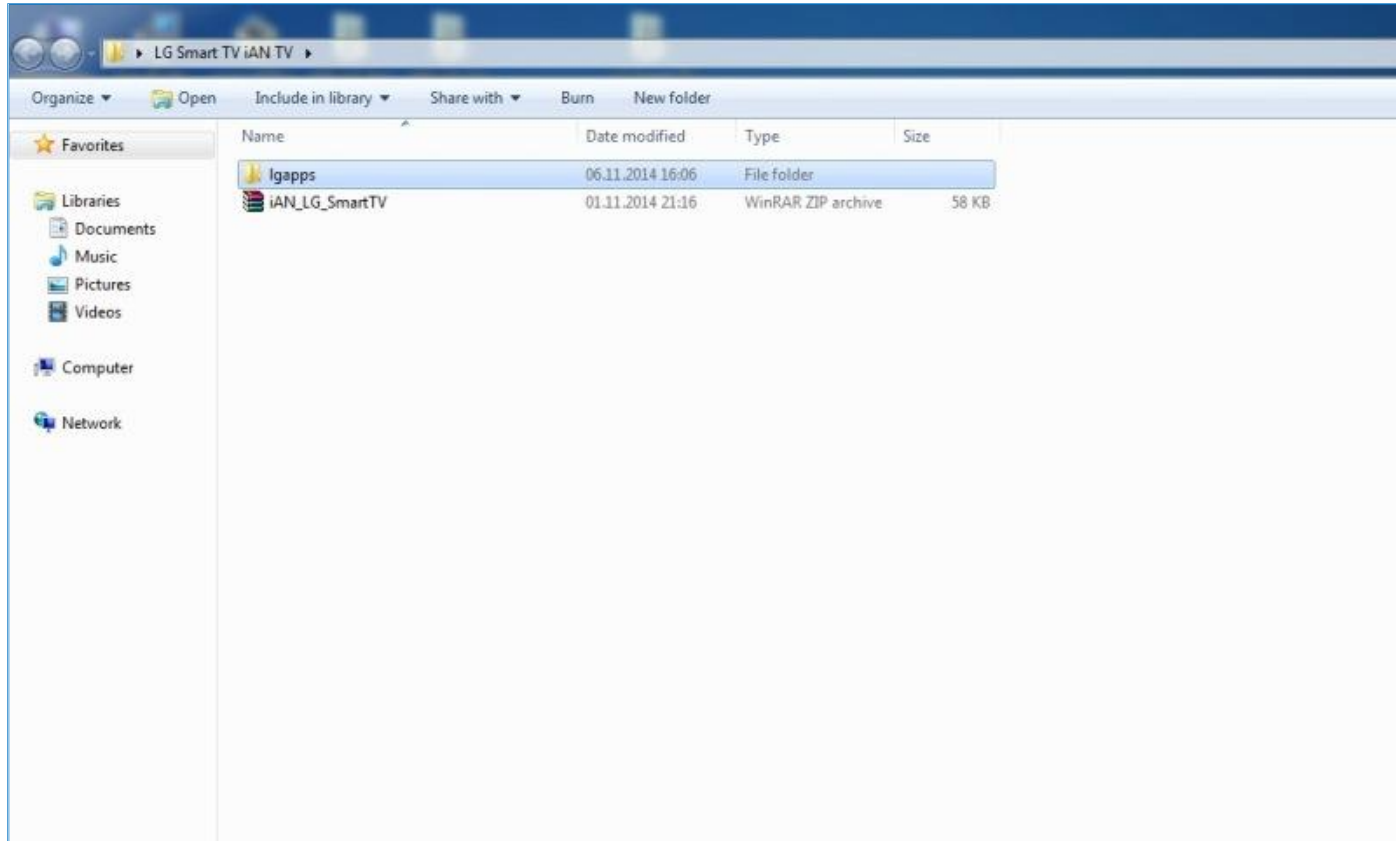 LG Smart TV iAN TV
Organize Open Include in library Share with Burn New folder
Name Date modified Type Size
Favorites
lgapps 06.11.2014 16:06 File folder
Libraries iAN_LG_SmartTV 01.11.2014 21:16 WinRAR ZIP archive 58 KB
Documents
Music
Pictures
Videos
Computer
Network